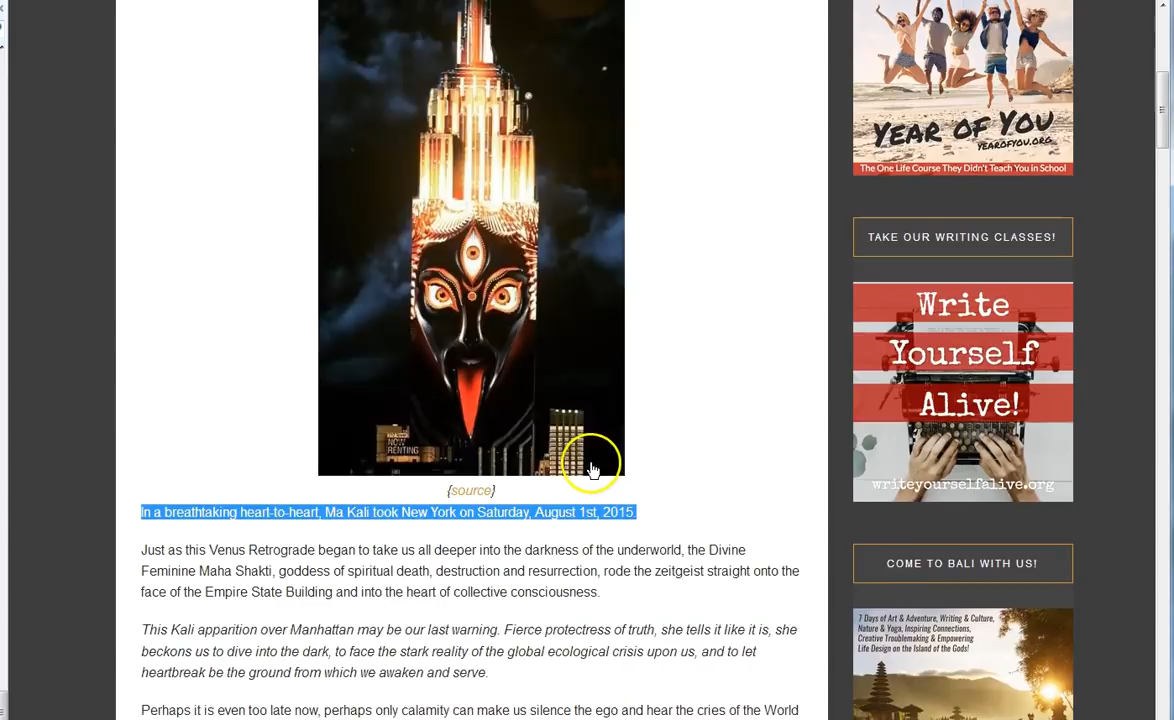 NOW
RENTING
{source}
In a breathtaking heart-to-heart, Ma Kali took New York on Saturday, August 1st, 2015.
Just as this Venus Retrograde began to take us all deeper into the darkness of the underworld, the Divine
Feminine Maha Shakti, goddess of spiritual death, destruction and resurrection, rode the zeitgeist straight onto the
face of the Empire State Building and into the heart of collective consciousness.
This Kali apparition over Manhattan may be our last warning. Fierce protectress of truth, she tells it like it is, she
beckons us to dive into the dark, to face the stark reality of the global ecological crisis upon us, and to let
heartbreak be the ground from which we awaken and serve.
Perhaps it is even too late now, perhaps only calamity can make us silence the ego and hear the cries of the World
YEAR OF YOU
YEAROFYOU.ORG
The One Life Course They Didn't Teach You In School
TAKE OUR WRITING CLASSES!
Write
Yourself
Alive!
writeyourselfalive.org
COME TO BALI WITH US!
7 Days of Art & Adventure, Writing & Culture,
Nature & Yoga, Inspiring Connections,
Creative Troublemaking & Empowering
Life Design on the Island of the Gods!